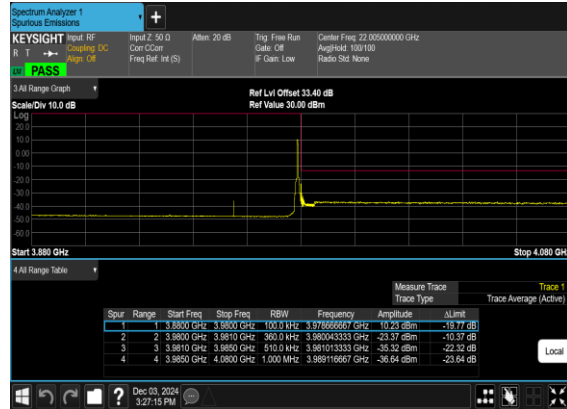 Spectrum Analyzer 1
Spurious Emissions
KEYSIGHT Input: RF Input Z: 50 Ω Atten: 20 dB Trig: Free Run Center Freq: 22.005000000 GHz
R T Coupling: DC Corr CCorr Gate: Off Avg|Hold: 100/100
Align: Off Freq Ref: Int (S) IF Gain: Low Radio Std: None
PASS
3 All Range Graph Ref Lvl Offset 33.40 dB
Scale/Div 10.0 dB Ref Value 30.00 dBm
Log
20.0
10.0
0.00
-10.0
-20.0
-30.0
-40.0
-50.0
-60.0
Start 3.880 GHz Stop 4.080 GH
4 All Range Table
Measure Trace Trace 1
Trace Type Trace Average (Active)
Spur Range Start Freq Stop Freq RBW Frequency Amplitude ΔLimit
1 1 3.8800 GHz 3.9800 GHz 100.0 kHz 3.978666667 GHz 10.23 dBm -19.77 dB
2 2 3.9800 GHz 3.9810 GHz 360.0 kHz 3.980043333 GHz -23.37 dBm -10.37 dB
3 3 3.9810 GHz 3.9850 GHz 510.0 kHz 3.981013333 GHz -35.32 dBm -22.32 dB
4 4 3.9850 GHz 4.0800 GHz 1.000 MHz 3.989116667 GHz -36.64 dBm -23.64 dB
Local
Dec 03, 2024
3:27:15 PM